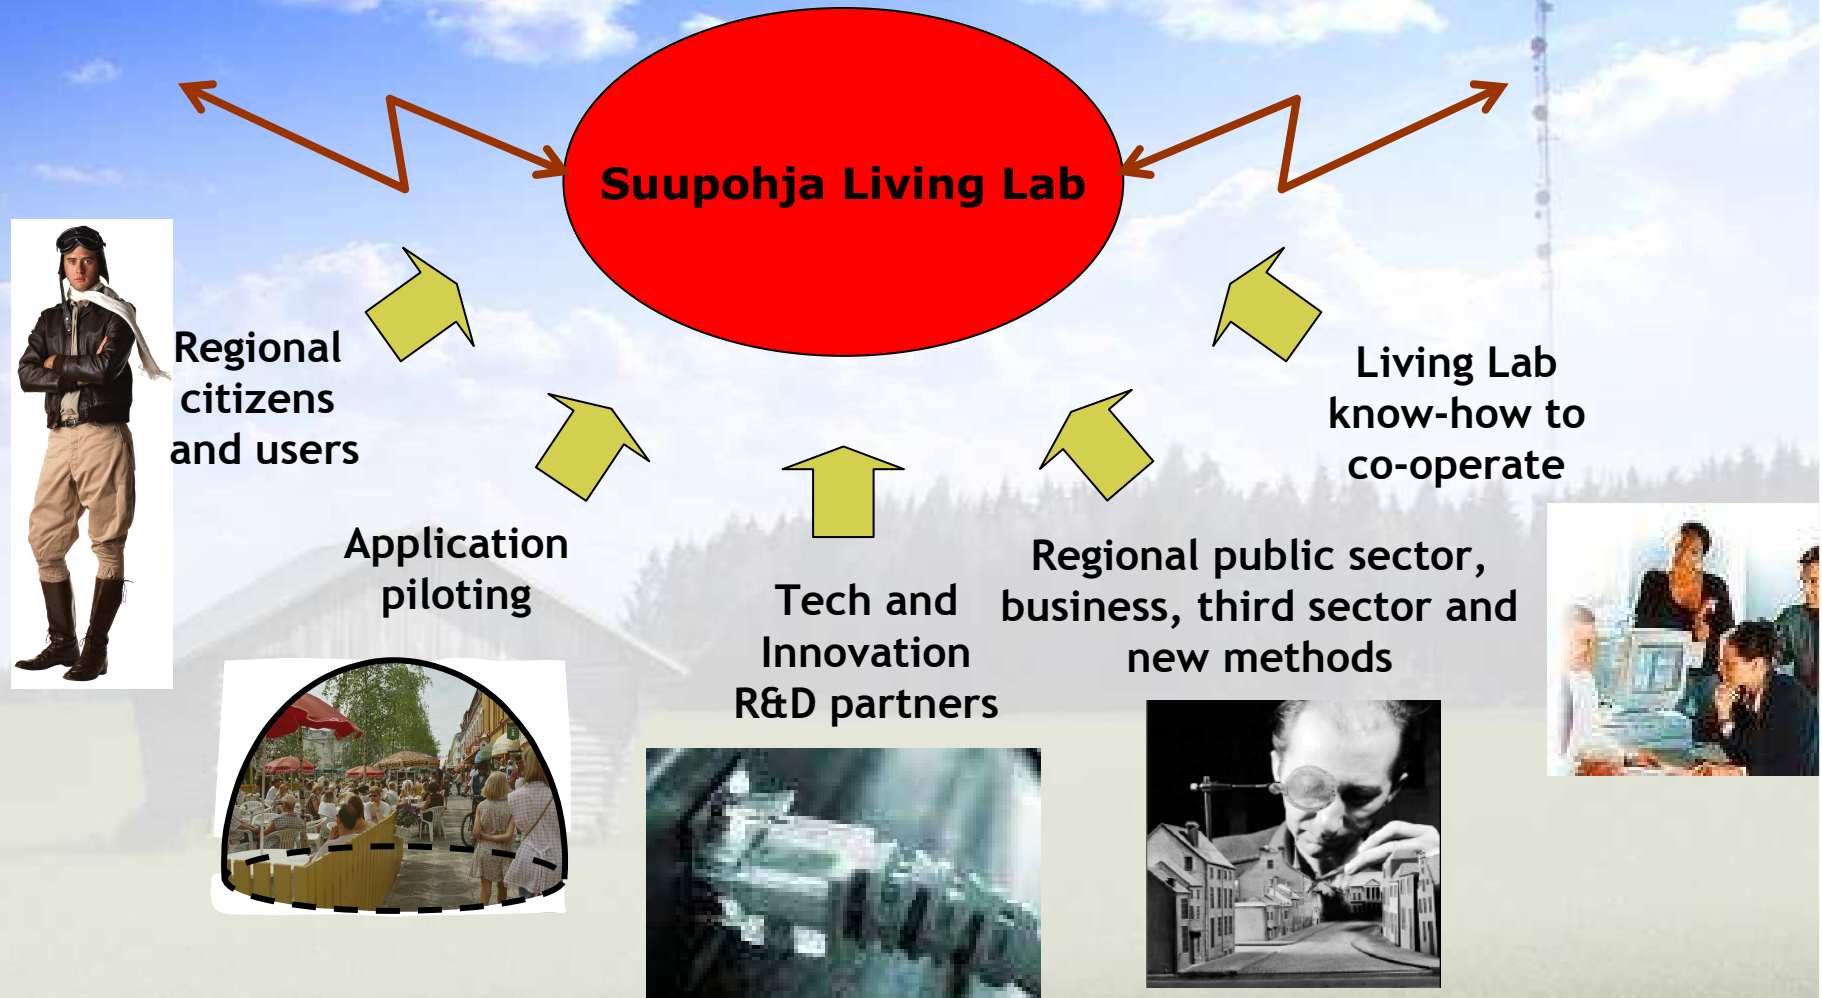 Suupohja Living Lab
Regional
citizens
and users
Application
piloting
Tech and
Innovation
R&D partners
Regional public sector,
business, third sector and
new methods
Living Lab
know-how to
co-operate